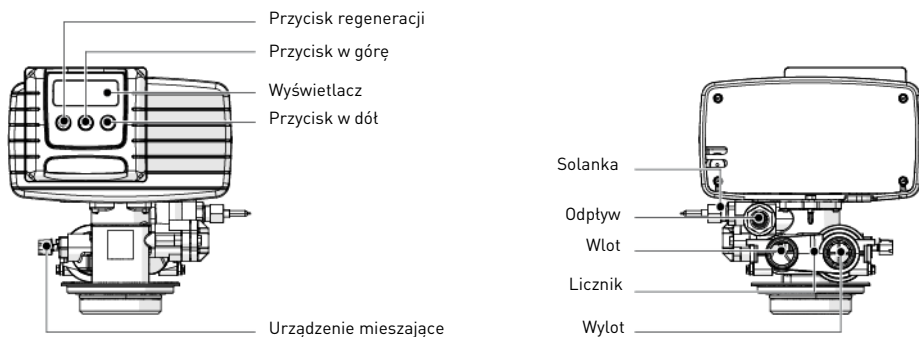 Przycisk regeneracji
Przycisk w górę
Wyświetlacz
Przycisk w dół
Urządzenie mieszające
Solanka
Odpływ
Wlot
Licznik
Wylot